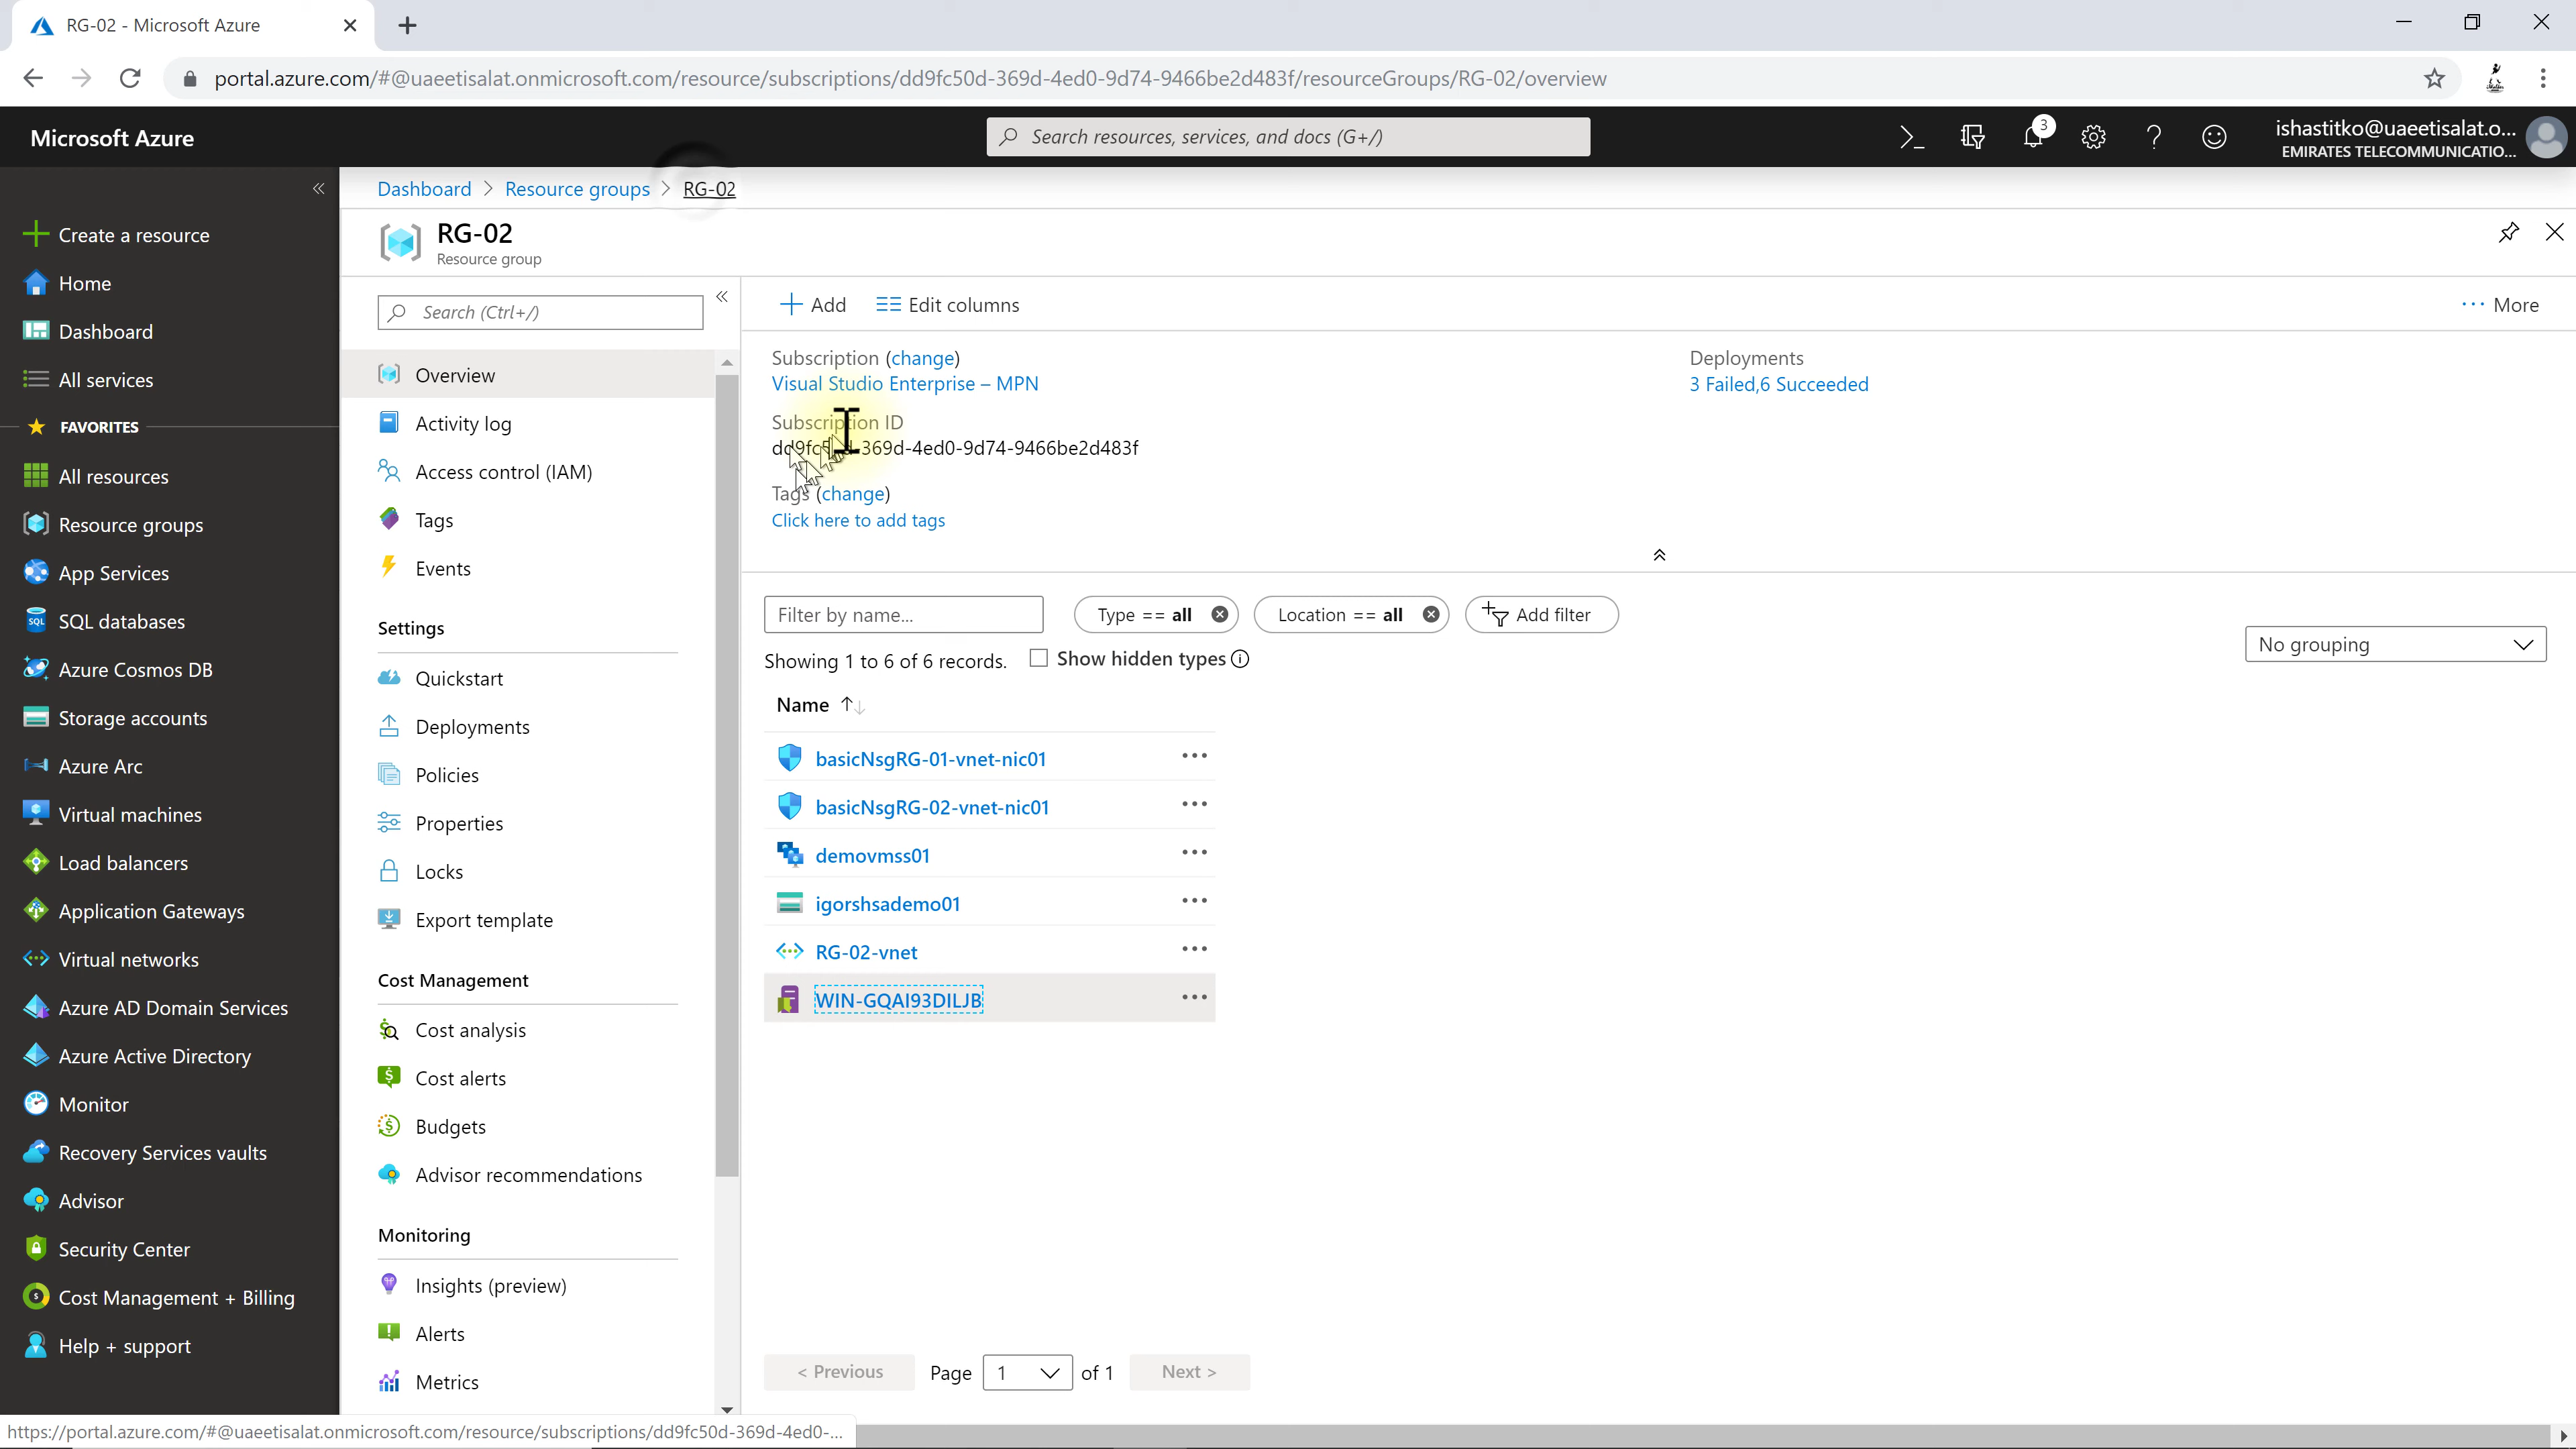 RG-02 - Microsoft Azure
portal.azure.com/#@uaeetisalat.onmicrosoft.com/resource/subscriptions/dd9fc50d-369d-4ed0-9d74-9466be2d483f/resourceGroups/RG-02/overview
Microsoft Azure
Search resources, services, and docs (G+/)
3
ishastitko@uaeetisalat.o...
EMIRATES TELECOMMUNICATIO...
Dashboard > Resource groups > RG-02
RG-02
Resource group
Create a resource
Home
Dashboard
All services
FAVORITES
All resources
Resource groups
App Services
SQL databases
Azure Cosmos DB
Storage accounts
Azure Arc
Virtual machines
Load balancers
Application Gateways
Virtual networks
Azure AD Domain Services
Azure Active Directory
Monitor
Recovery Services vaults
Advisor
Security Center
Cost Management + Billing
Help + support
Search (Ctrl+/)
Overview
Activity log
Access control (IAM)
Tags
Events
Settings
Quickstart
Deployments
Policies
Properties
Locks
Export template
Cost Management
Cost analysis
Cost alerts
Budgets
Advisor recommendations
Monitoring
Insights (preview)
Alerts
Metrics
Add
Edit columns
More
Subscription (change)
Visual Studio Enterprise – MPN
Subscription ID
dd9fc50d-369d-4ed0-9d74-9466be2d483f
Tags (change)
Click here to add tags
Deployments
3 Failed,6 Succeeded
Filter by name...
Type == all
Location == all
Add filter
Showing 1 to 6 of 6 records.
Show hidden types
No grouping
Name ↑↓
basicNsgRG-01-vnet-nic01
basicNsgRG-02-vnet-nic01
demovmss01
igorshsademo01
RG-02-vnet
WIN-GQAI93DILJB
< Previous
Page 1 of 1
Next >
https://portal.azure.com/#@uaeetisalat.onmicrosoft.com/resource/subscriptions/dd9fc50d-369d-4ed0-...